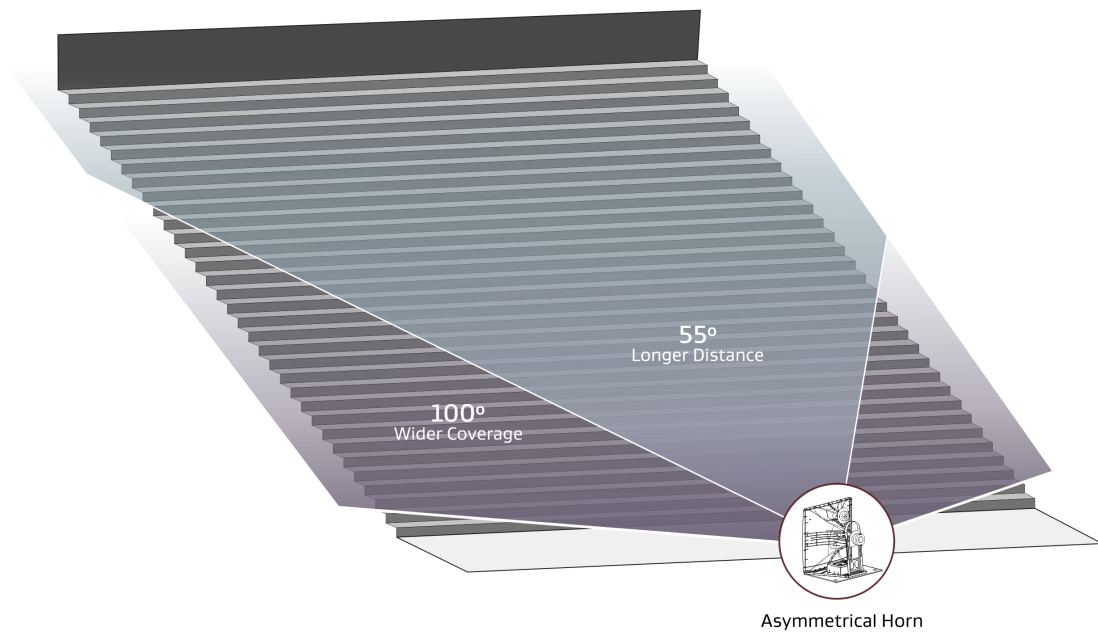 55º
Longer Distance
100º
Wider Coverage
Asymmetrical Horn